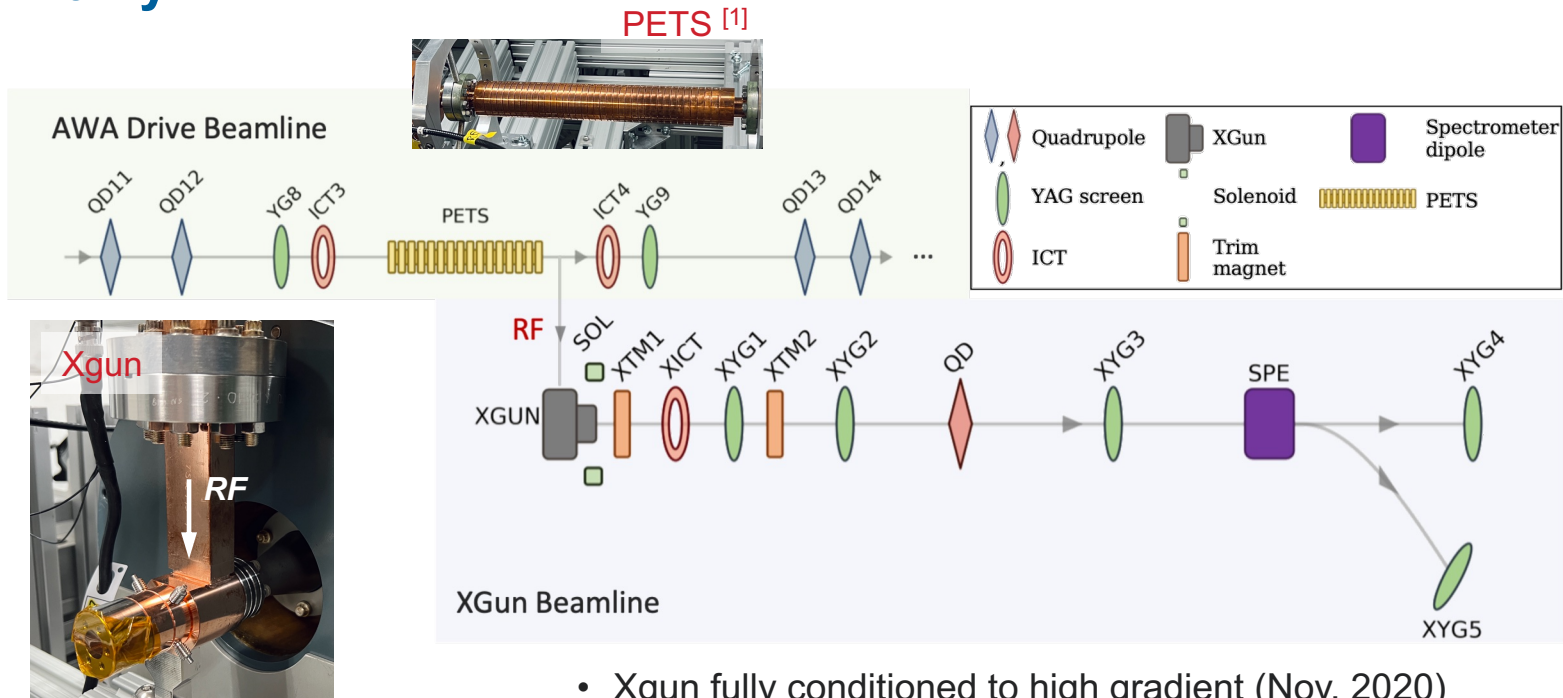 PETS [1]
AWA Drive Beamline
QD11
QD12
YG8
ICT3
PETS
ICT4
YG9
QD13
QD14
...
Quadrupole
XGun
Spectrometer
dipole
YAG screen
Solenoid
PETS
ICT
Trim
magnet
Xgun
RF
RF
SOL
XTM1
XICT
XYG1
XTM2
XYG2
QD
XYG3
SPE
XYG4
XGUN
XGun Beamline
XYG5
• Xgun fully conditioned to high gradient (Nov. 2020)